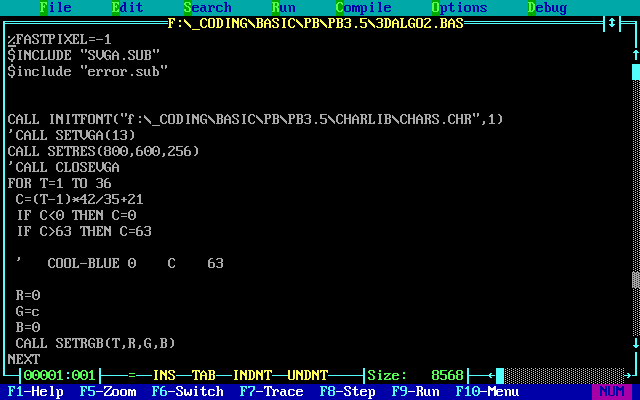 File Edit Search Run Compile Options Debug
F:\_CODING\BASIC\PB\PB3.5\3DALGO2.BAS
%FASTPIXEL=-1
$INCLUDE "SVGA.SUB"
$include "error.sub"
CALL INITFONT("f:\_CODING\BASIC\PB\PB3.5\CHARLIB\CHARS.CHR",1)
'CALL SETVGA(13)
CALL SETRES(800,600,256)
'CALL CLOSEVGA
FOR T=1 TO 36
C=(T-1)*42/35+21
IF C<0 THEN C=0
IF C>63 THEN C=63
' COOL-BLUE 0 C 63
R=0
G=c
B=0
CALL SETRGB(T,R,G,B)
NEXT
00001:001 INS TAB INDNT UNDNT Size: 8568
F1-Help F5-Zoom F6-Switch F7-Trace F8-Step F9-Run F10-Menu NUM